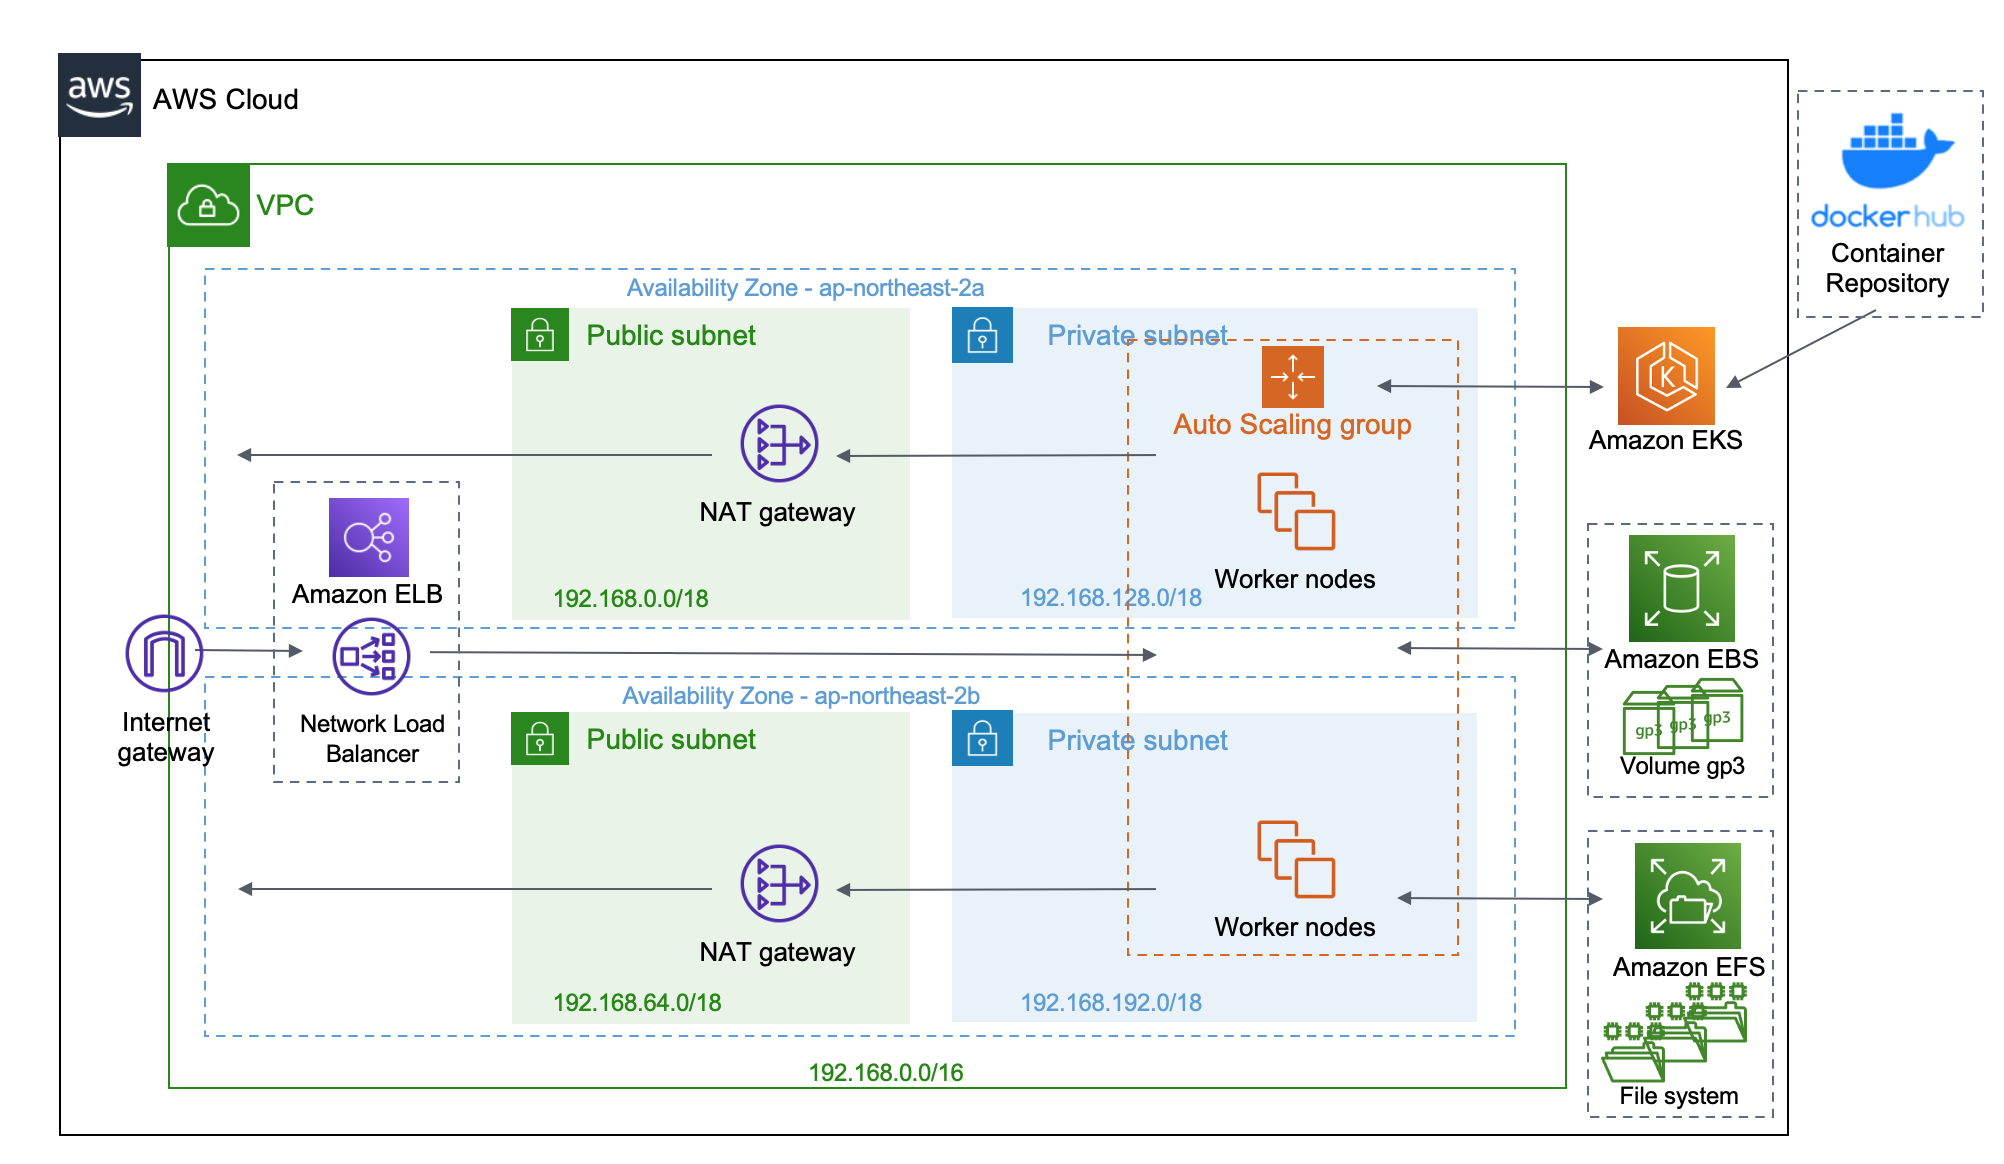 aws
AWS Cloud
VPC
Availability Zone - ap-northeast-2a
Public subnet
Private subnet
Auto Scaling group
NAT gateway
Worker nodes
192.168.0.0/18
192.168.128.0/18
Amazon ELB
Internet
gateway
Network Load
Balancer
Availability Zone - ap-northeast-2b
Public subnet
Private subnet
NAT gateway
Worker nodes
192.168.64.0/18
192.168.192.0/18
192.168.0.0/16
dockerhub
Container
Repository
K
Amazon EKS
Amazon EBS
gp3
gp3
gp3
Volume gp3
Amazon EFS
File system